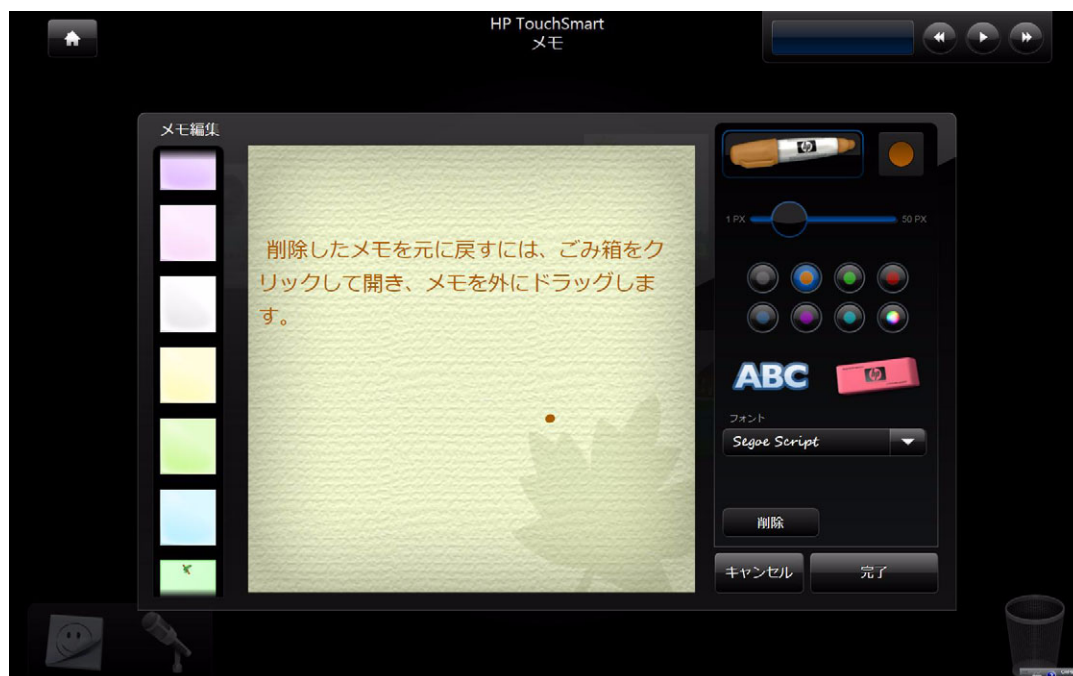 HP TouchSmart
メモ
メモ編集
削除したメモを元に戻すには、ごみ箱をク
リックして開き、メモを外にドラッグしま
す。
1 PX
50 PX
ABC
フォント
Segoe Script
削除
キャンセル
完了